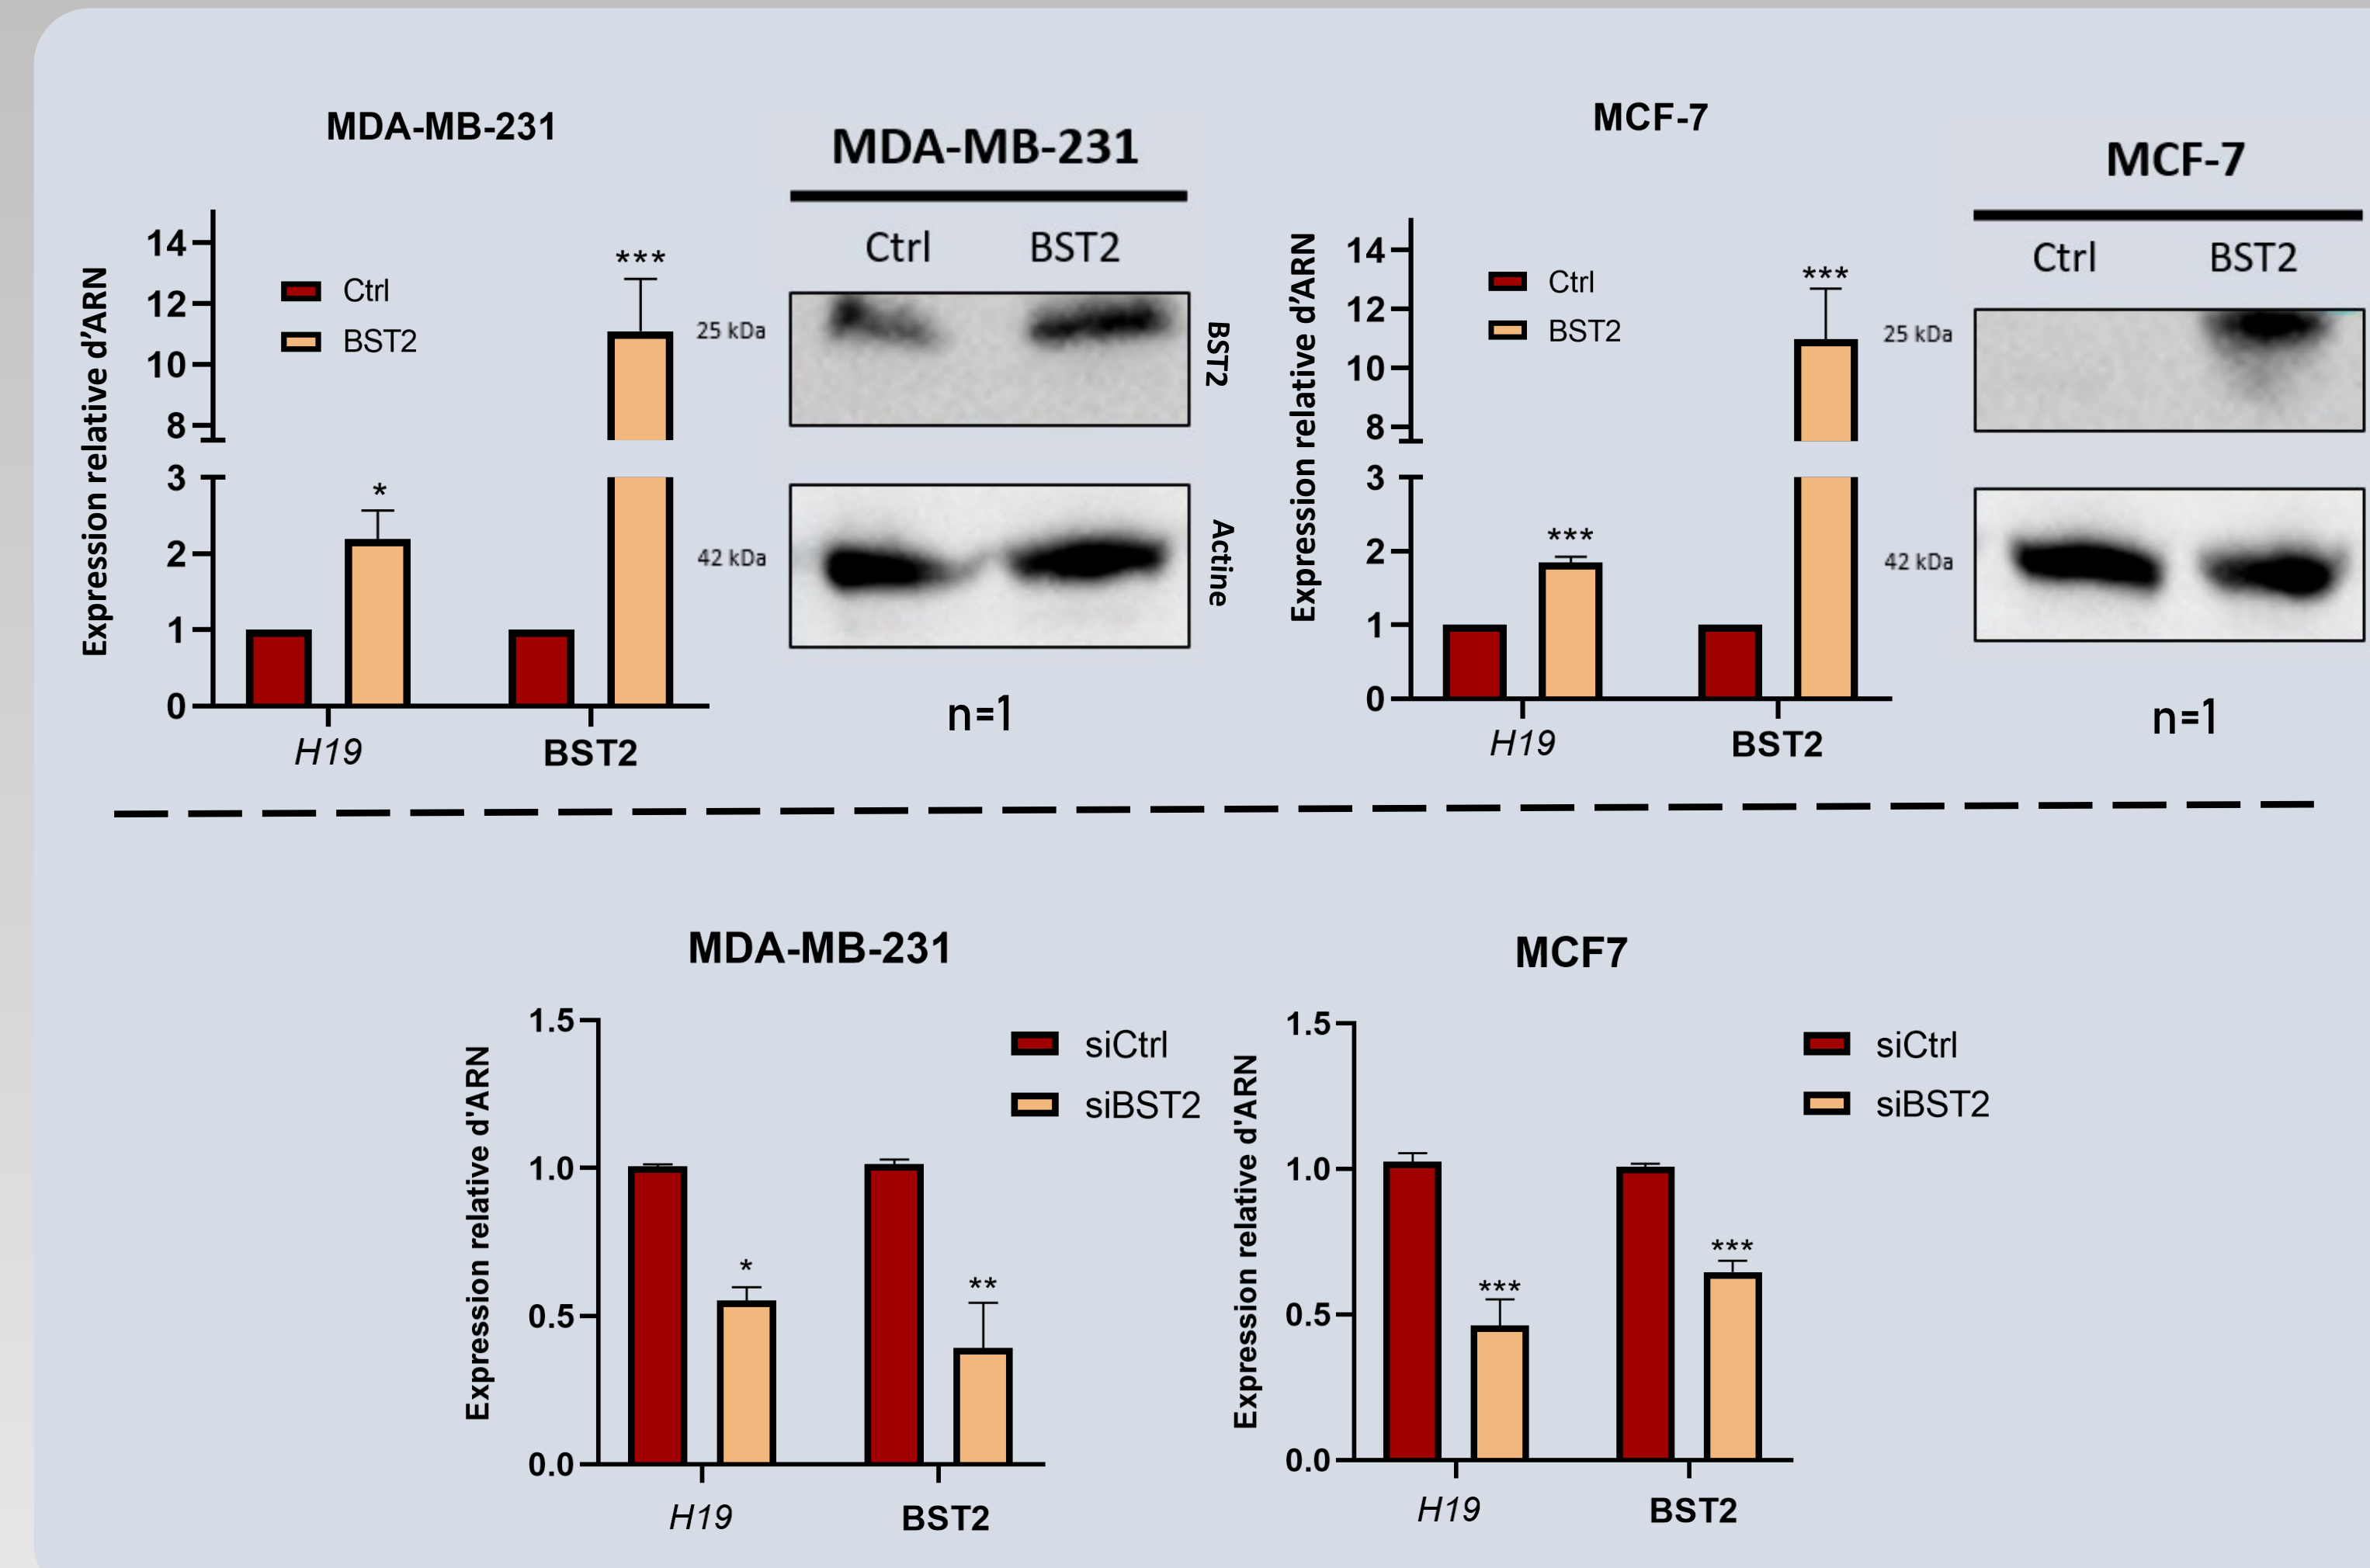 MDA-MB-231
Expression relative d’ARN
14
12
10
8
3
2
1
0
Ctrl
BST2
*
***
H19
BST2
MDA-MB-231
Ctrl BST2
25 kDa
BST2
42 kDa
Actine
n=1
MCF-7
Expression relative d’ARN
14
12
10
8
3
2
1
0
Ctrl
BST2
***
***
H19
BST2
MCF-7
Ctrl BST2
25 kDa
42 kDa
n=1
MDA-MB-231
Expression relative d'ARN
1.5
1.0
0.5
0.0
siCtrl
siBST2
*
**
H19
BST2
MCF7
Expression relative d'ARN
1.5
1.0
0.5
0.0
siCtrl
siBST2
***
***
H19
BST2